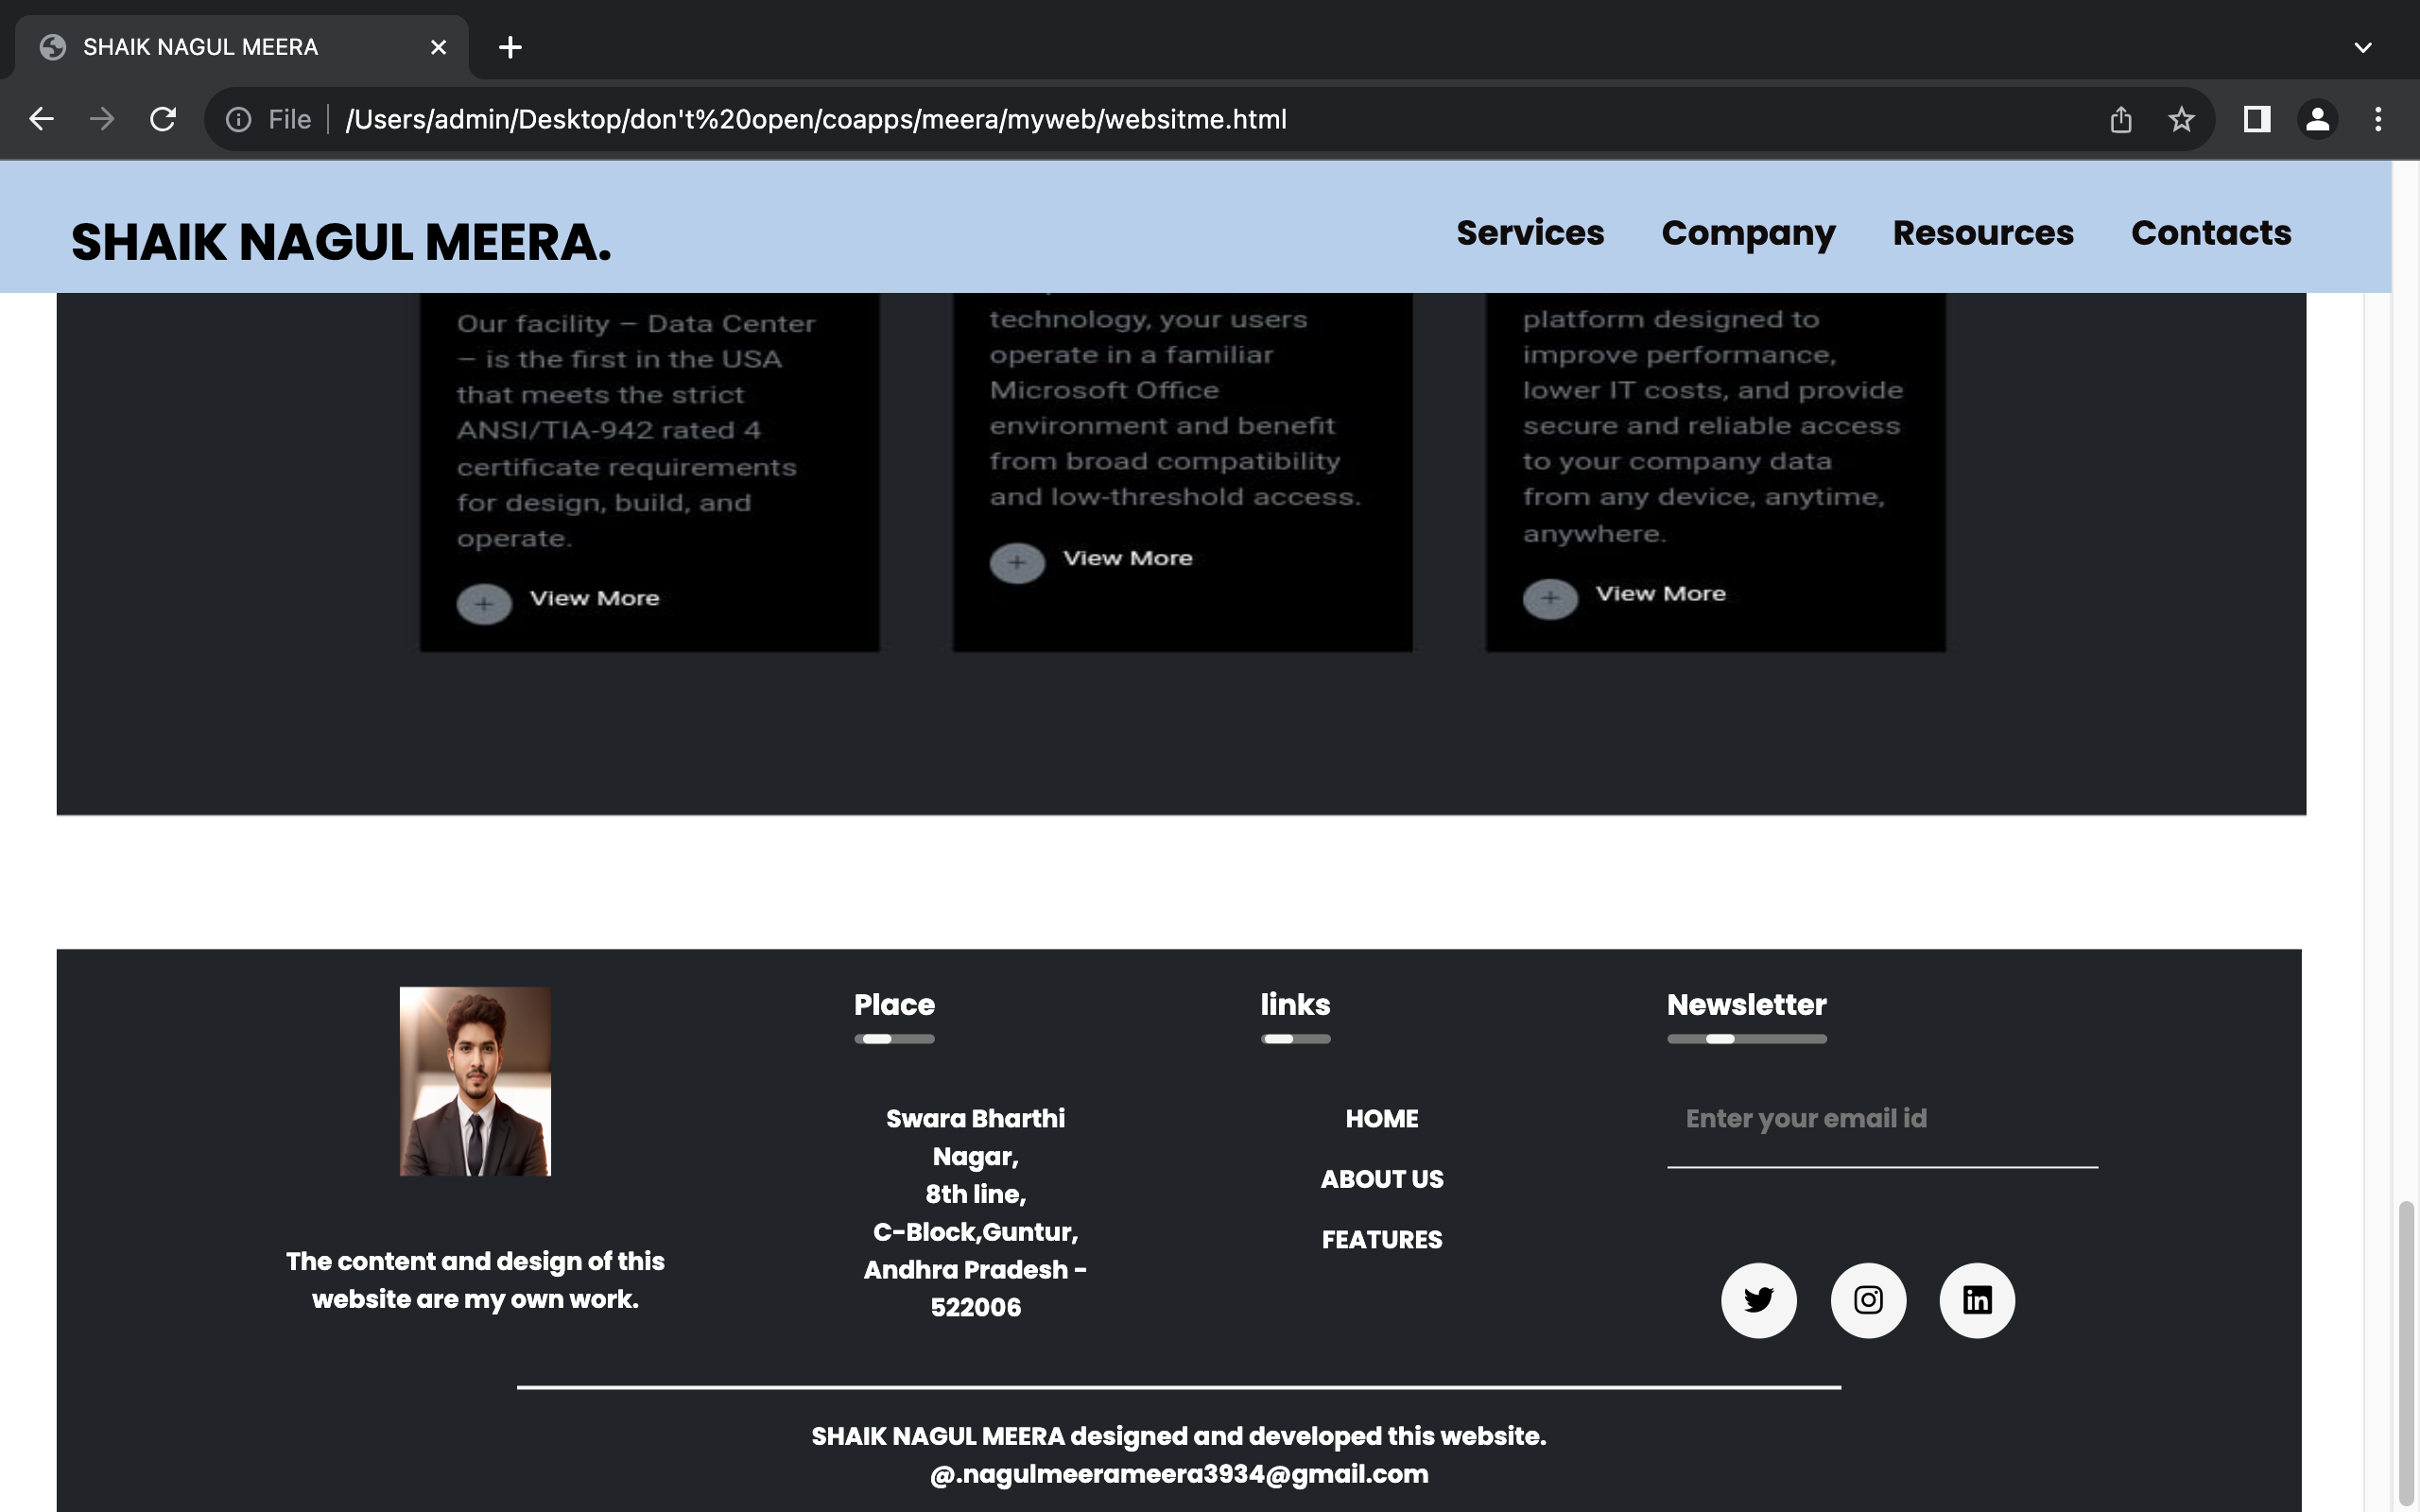 SHAIK NAGUL MEERA
File
/Users/admin/Desktop/don't%20open/coapps/meera/myweb/websitme.html
SHAIK NAGUL MEERA.
Services
Company
Resources
Contacts
Our facility – Data Center
– is the first in the USA
that meets the strict
ANSI/TIA-942 rated 4
certificate requirements
for design, build, and
operate.
+ View More
technology, your users
operate in a familiar
Microsoft Office
environment and benefit
from broad compatibility
and low-threshold access.
+ View More
platform designed to
improve performance,
lower IT costs, and provide
secure and reliable access
to your company data
from any device, anytime,
anywhere.
+ View More
The content and design of this
website are my own work.
Place
Swara Bharthi
Nagar,
8th line,
C-Block,Guntur,
Andhra Pradesh -
522006
links
HOME
ABOUT US
FEATURES
Newsletter
Enter your email id
in
SHAIK NAGUL MEERA designed and developed this website.
@.nagulmeerameera3934@gmail.com